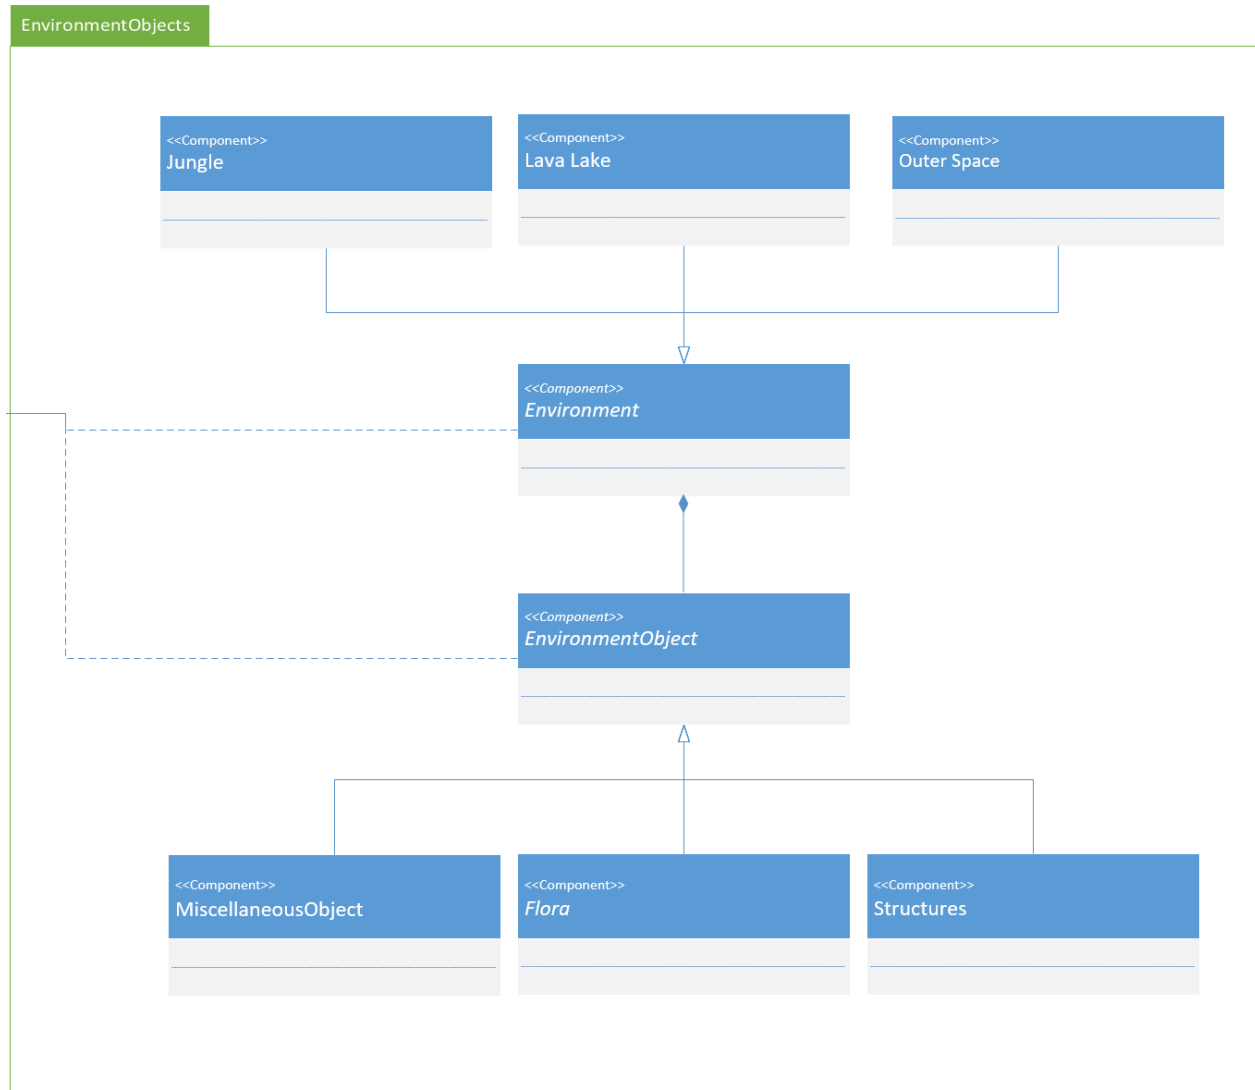 EnvironmentObjects
<<Component>>
Jungle
<<Component>>
Lava Lake
<<Component>>
Outer Space
<<Component>>
Environment
<<Component>>
EnvironmentObject
<<Component>>
MiscellaneousObject
<<Component>>
Flora
<<Component>>
Structures